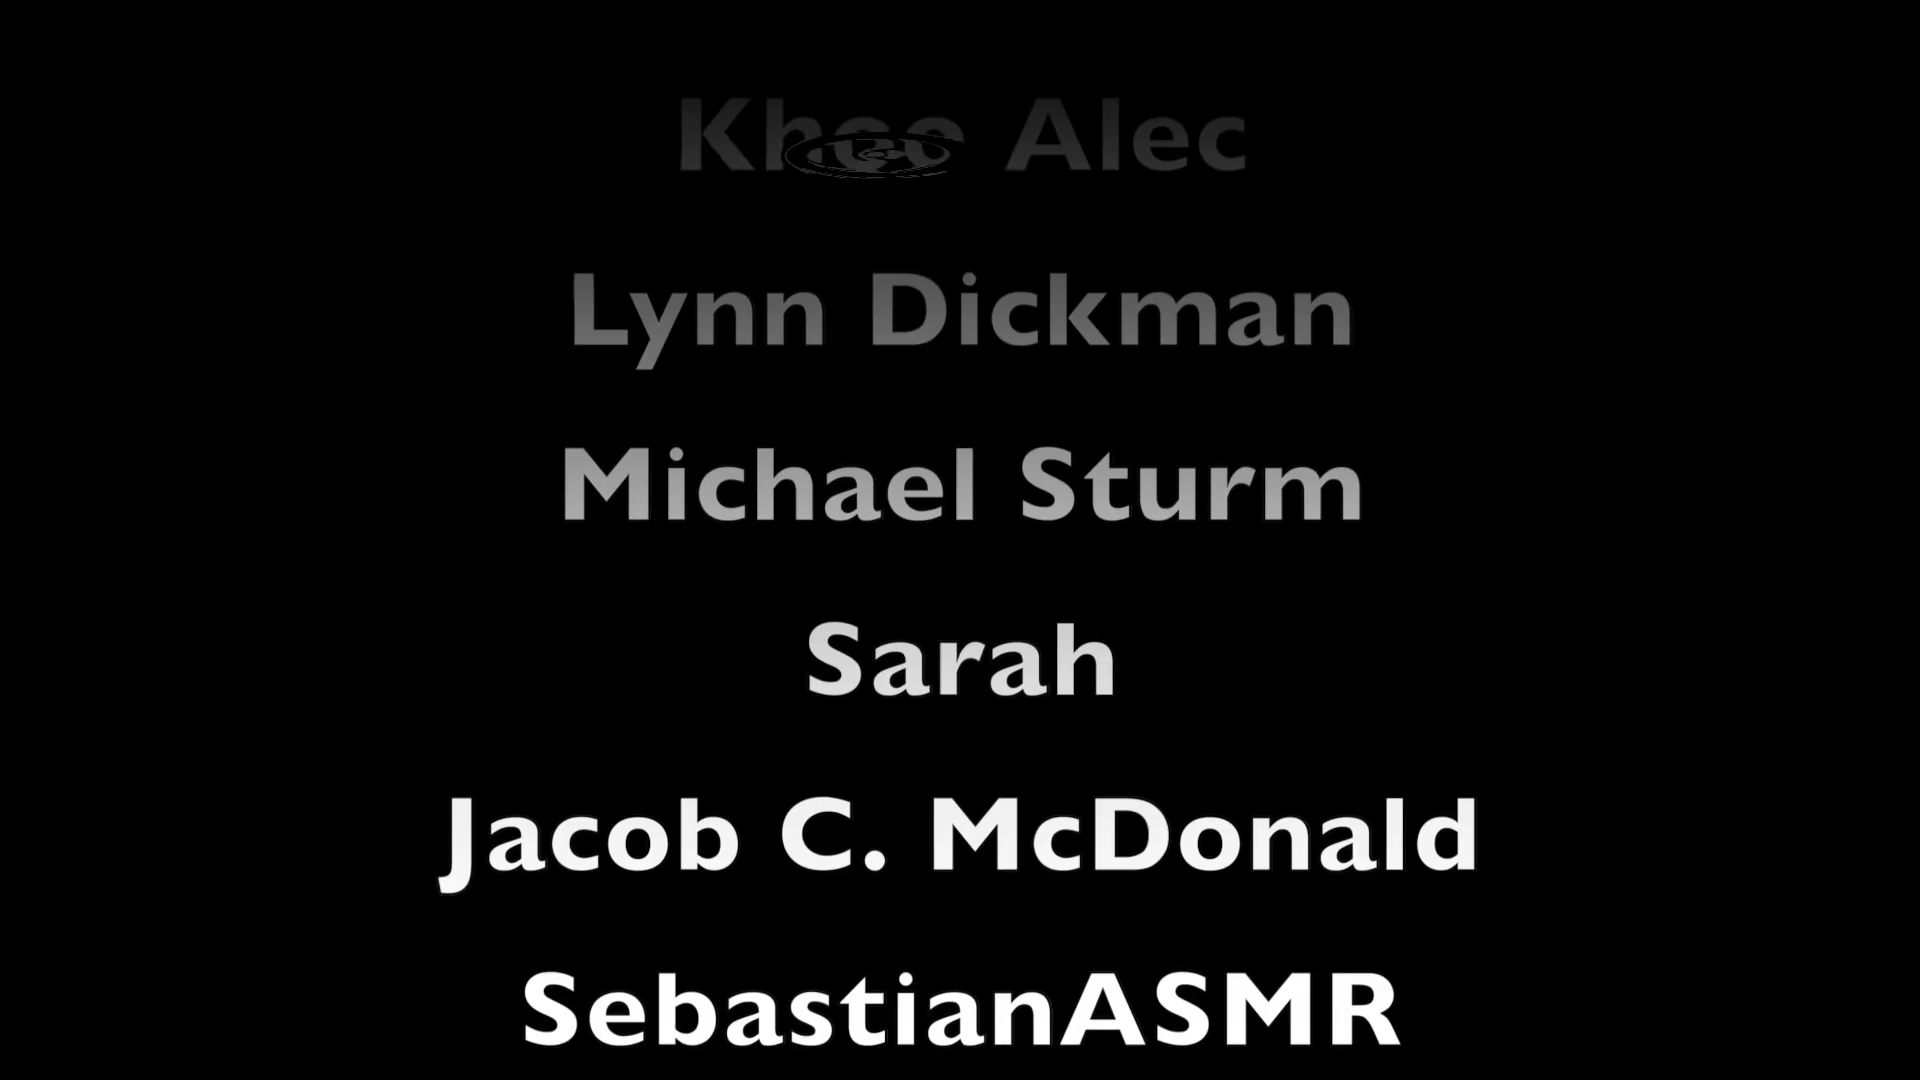 Alec
Lynn Dickman
Michael Sturm
Sarah
Jacob C. McDonald
SebastianASMR